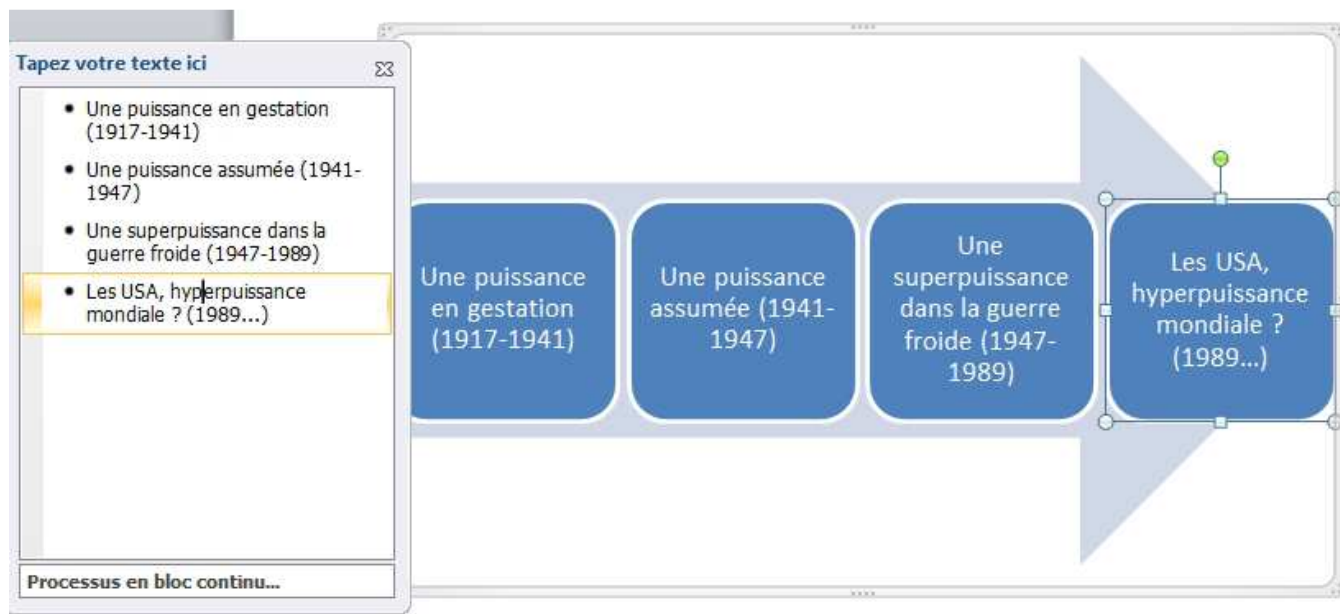 Tapez votre texte ici
• Une puissance en gestation
(1917-1941)
• Une puissance assumée (1941-
1947)
• Une superpuissance dans la
guerre froide (1947-1989)
• Les USA, hyperpuissance
mondiale ? (1989...)
Processus en bloc continu...
Une puissance
en gestation
(1917-1941)
Une puissance
assumée (1941-
1947)
Une
superpuissance
dans la guerre
froide (1947-
1989)
Les USA,
hyperpuissance
mondiale ?
(1989...)